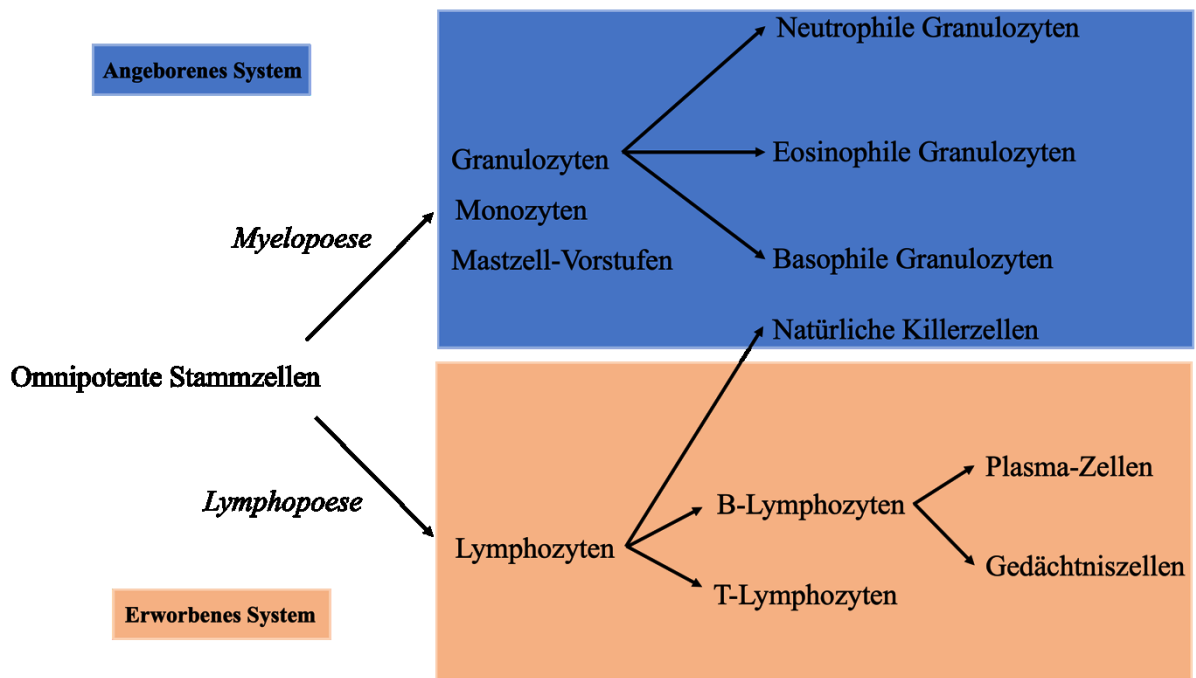 Angeborenes System
Neutrophile Granulozyten
Granulozyten
Eosinophile Granulozyten
Monozyten
Myelopoese
Mastzell-Vorstufen
Basophile Granulozyten
Natürliche Killerzellen
Omnipotente Stammzellen
Plasma-Zellen
Lymphopoese
B-Lymphozyten
Lymphozyten
Gedächtniszellen
T-Lymphozyten
Erworbenes System